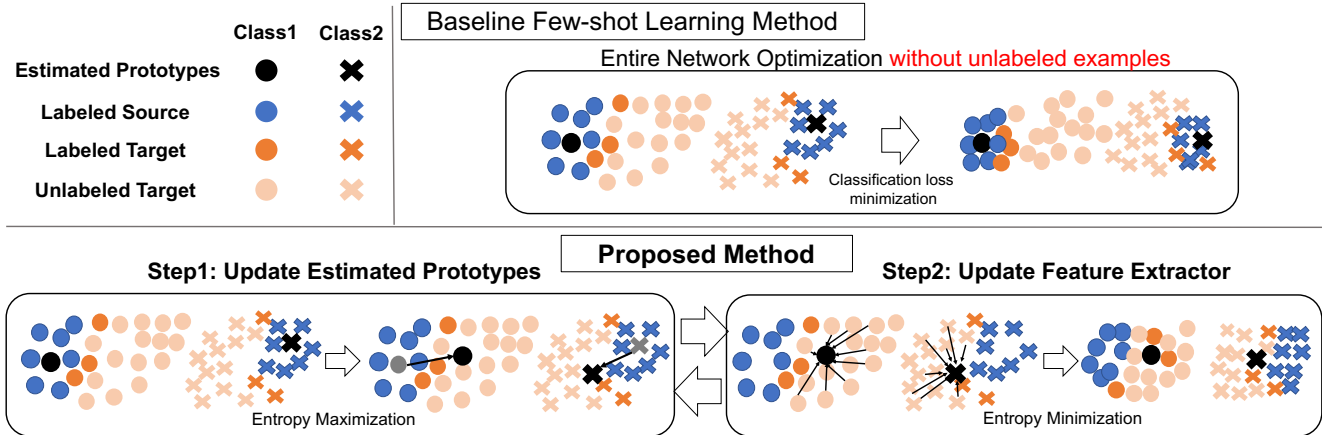 Class1 Class2
Estimated Prototypes
Labeled Source
Labeled Target
Unlabeled Target
Baseline Few-shot Learning Method
Entire Network Optimization without unlabeled examples
Classification loss
minimization
Proposed Method
Step1: Update Estimated Prototypes
Entropy Maximization
Step2: Update Feature Extractor
Entropy Minimization